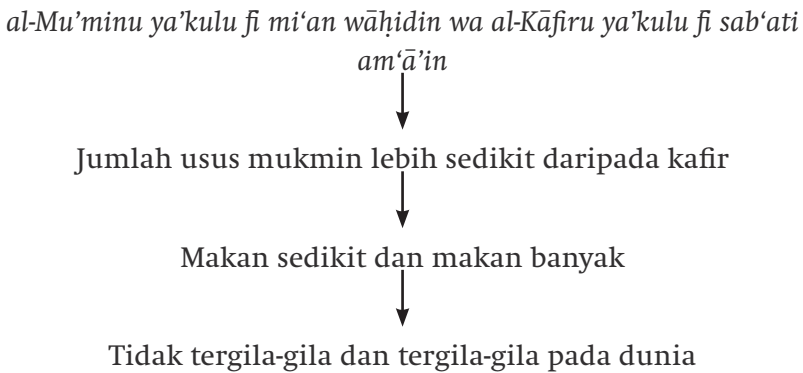 al-Mu’minu ya’kulu fī mi‘an wāḥidin wa al-Kāfiru ya’kulu fī sab‘ati
am‘ā’in
Jumlah usus mukmin lebih sedikit daripada kafir
Makan sedikit dan makan banyak
Tidak tergila-gila dan tergila-gila pada dunia